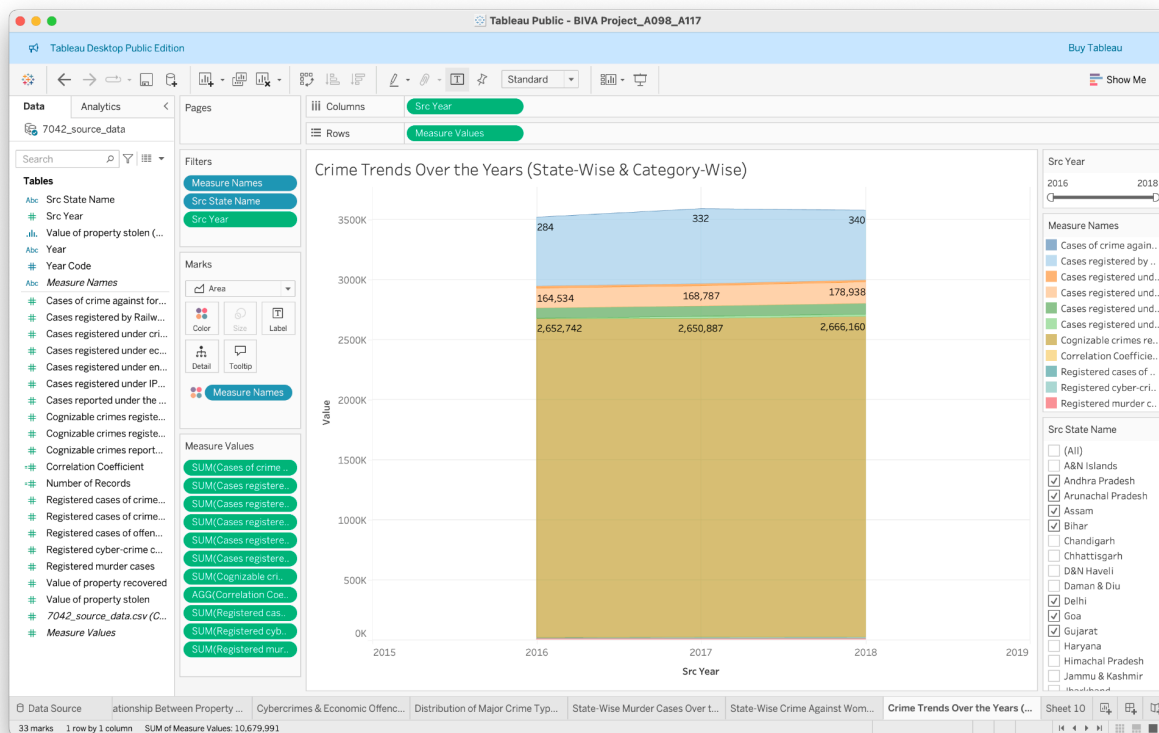 Tableau Public - BIVA Project_A098_A117
Tableau Desktop Public Edition
Buy Tableau
Standard
Show Me
Data
Analytics
7042_source_data
Search
Tables
Src State Name
Src Year
Value of property stolen (...
Year
Year Code
Measure Names
Cases of crime against for...
Cases registered by Railw...
Cases registered under cri...
Cases registered under ec...
Cases registered under en...
Cases registered under IP...
Cases reported under the ...
Cognizable crimes registe...
Cognizable crimes registe...
Cognizable crimes report...
Correlation Coefficient
Number of Records
Registered cases of crime...
Registered cases of crime...
Registered cases of offen...
Registered cyber-crime c...
Registered murder cases
Value of property recovered
Value of property stolen
7042_source_data.csv (C...
Measure Values
Pages
Filters
Measure Names
Src State Name
Src Year
Marks
Area
Color
Size
Label
Detail
Tooltip
Measure Names
Measure Values
SUM(Cases of crime ..
SUM(Cases registere..
SUM(Cases registere..
SUM(Cases registere..
SUM(Cases registere..
SUM(Cases registere..
SUM(Cognizable cri..
AGG(Correlation Coe..
SUM(Registered cas..
SUM(Registered cyb..
SUM(Registered mur..
Columns
Src Year
Rows
Measure Values
Crime Trends Over the Years (State-Wise & Category-Wise)
3500K
3000K
2500K
2000K
1500K
1000K
500K
0K
Value
284
332
340
164,534
168,787
178,938
2,652,742
2,650,887
2,666,160
2015
2016
2017
2018
2019
Src Year
Src Year
2016
2018
Measure Names
Cases of crime again..
Cases registered by ..
Cases registered und..
Cases registered und..
Cases registered und..
Cases registered und..
Cognizable crimes re..
Correlation Coefficie..
Registered cases of ..
Registered cyber-cri..
Registered murder c..
Src State Name
(All)
A&N Islands
Andhra Pradesh
Arunachal Pradesh
Assam
Bihar
Chandigarh
Chhattisgarh
D&N Haveli
Daman & Diu
Delhi
Goa
Gujarat
Haryana
Himachal Pradesh
Jammu & Kashmir
Jharkhand
Data Source
ationship Between Property ...
Cybercrimes & Economic Offenc...
Distribution of Major Crime Typ...
State-Wise Murder Cases Over t...
State-Wise Crime Against Wom...
Crime Trends Over the Years (...
Sheet 10
33 marks
1 row by 1 column
SUM of Measure Values: 10,679,991